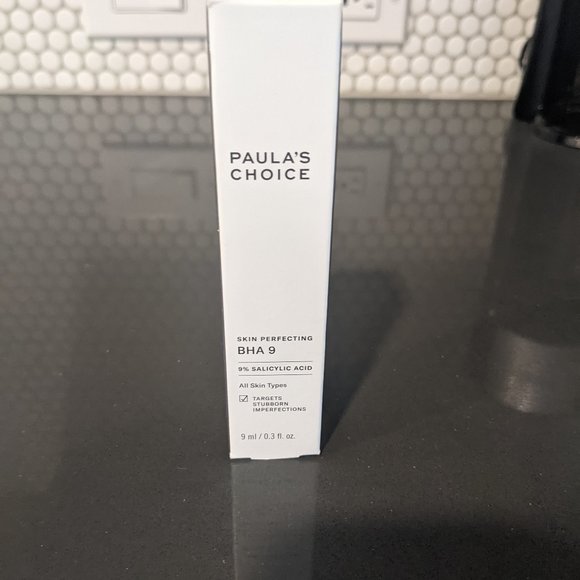 PAULA'S
CHOICE
SKIN PERFECTING
BHA 9
9% SALICYLIC ACID
All Skin Types
TARGETS
STUBBORN
IMPERFECTIONS
9 ml / 0.3 fl. oz.